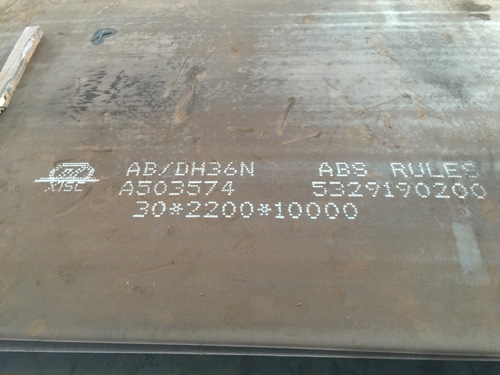 AB/DH36N ABS RULES
XISC A503574 5329190200
30*2200*10000